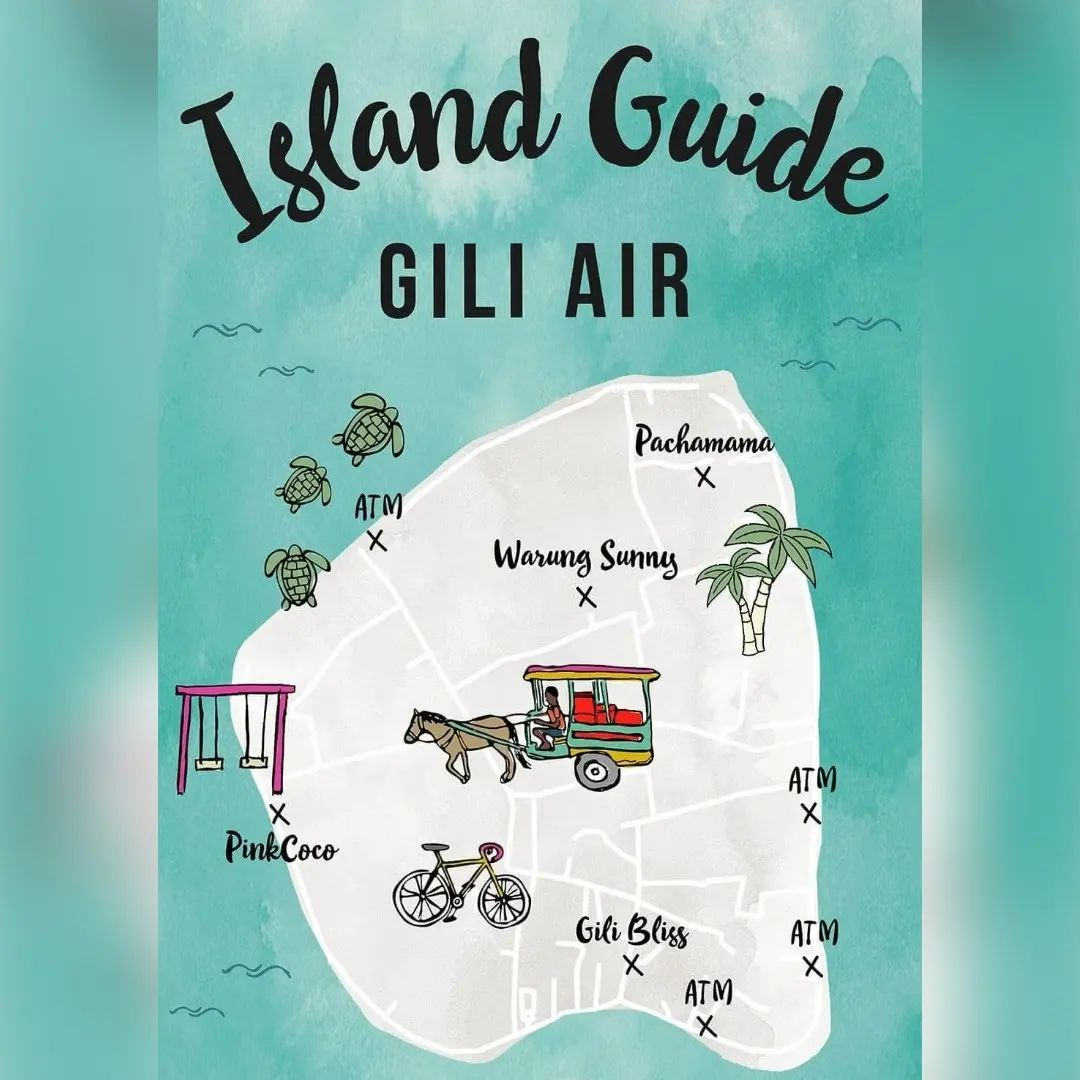 Island Guide
GILI AIR
Pachamama
ATM
Warung Sunny
ATM
PinkCoco
Gili Bliss
ATM
ATM